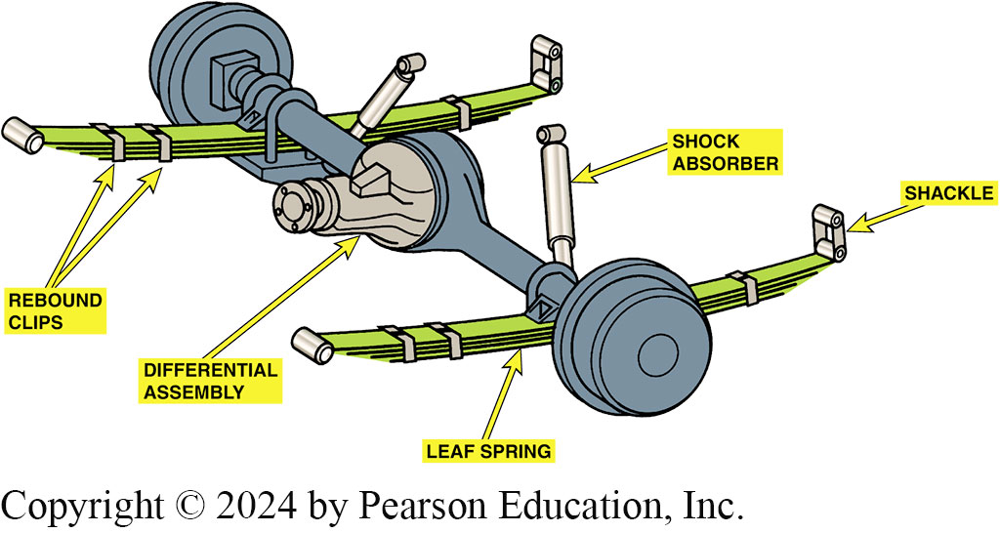 SHOCK
ABSORBER
SHACKLE
REBOUND
CLIPS
DIFFERENTIAL
ASSEMBLY
LEAF SPRING
Copyright © 2024 by Pearson Education, Inc.